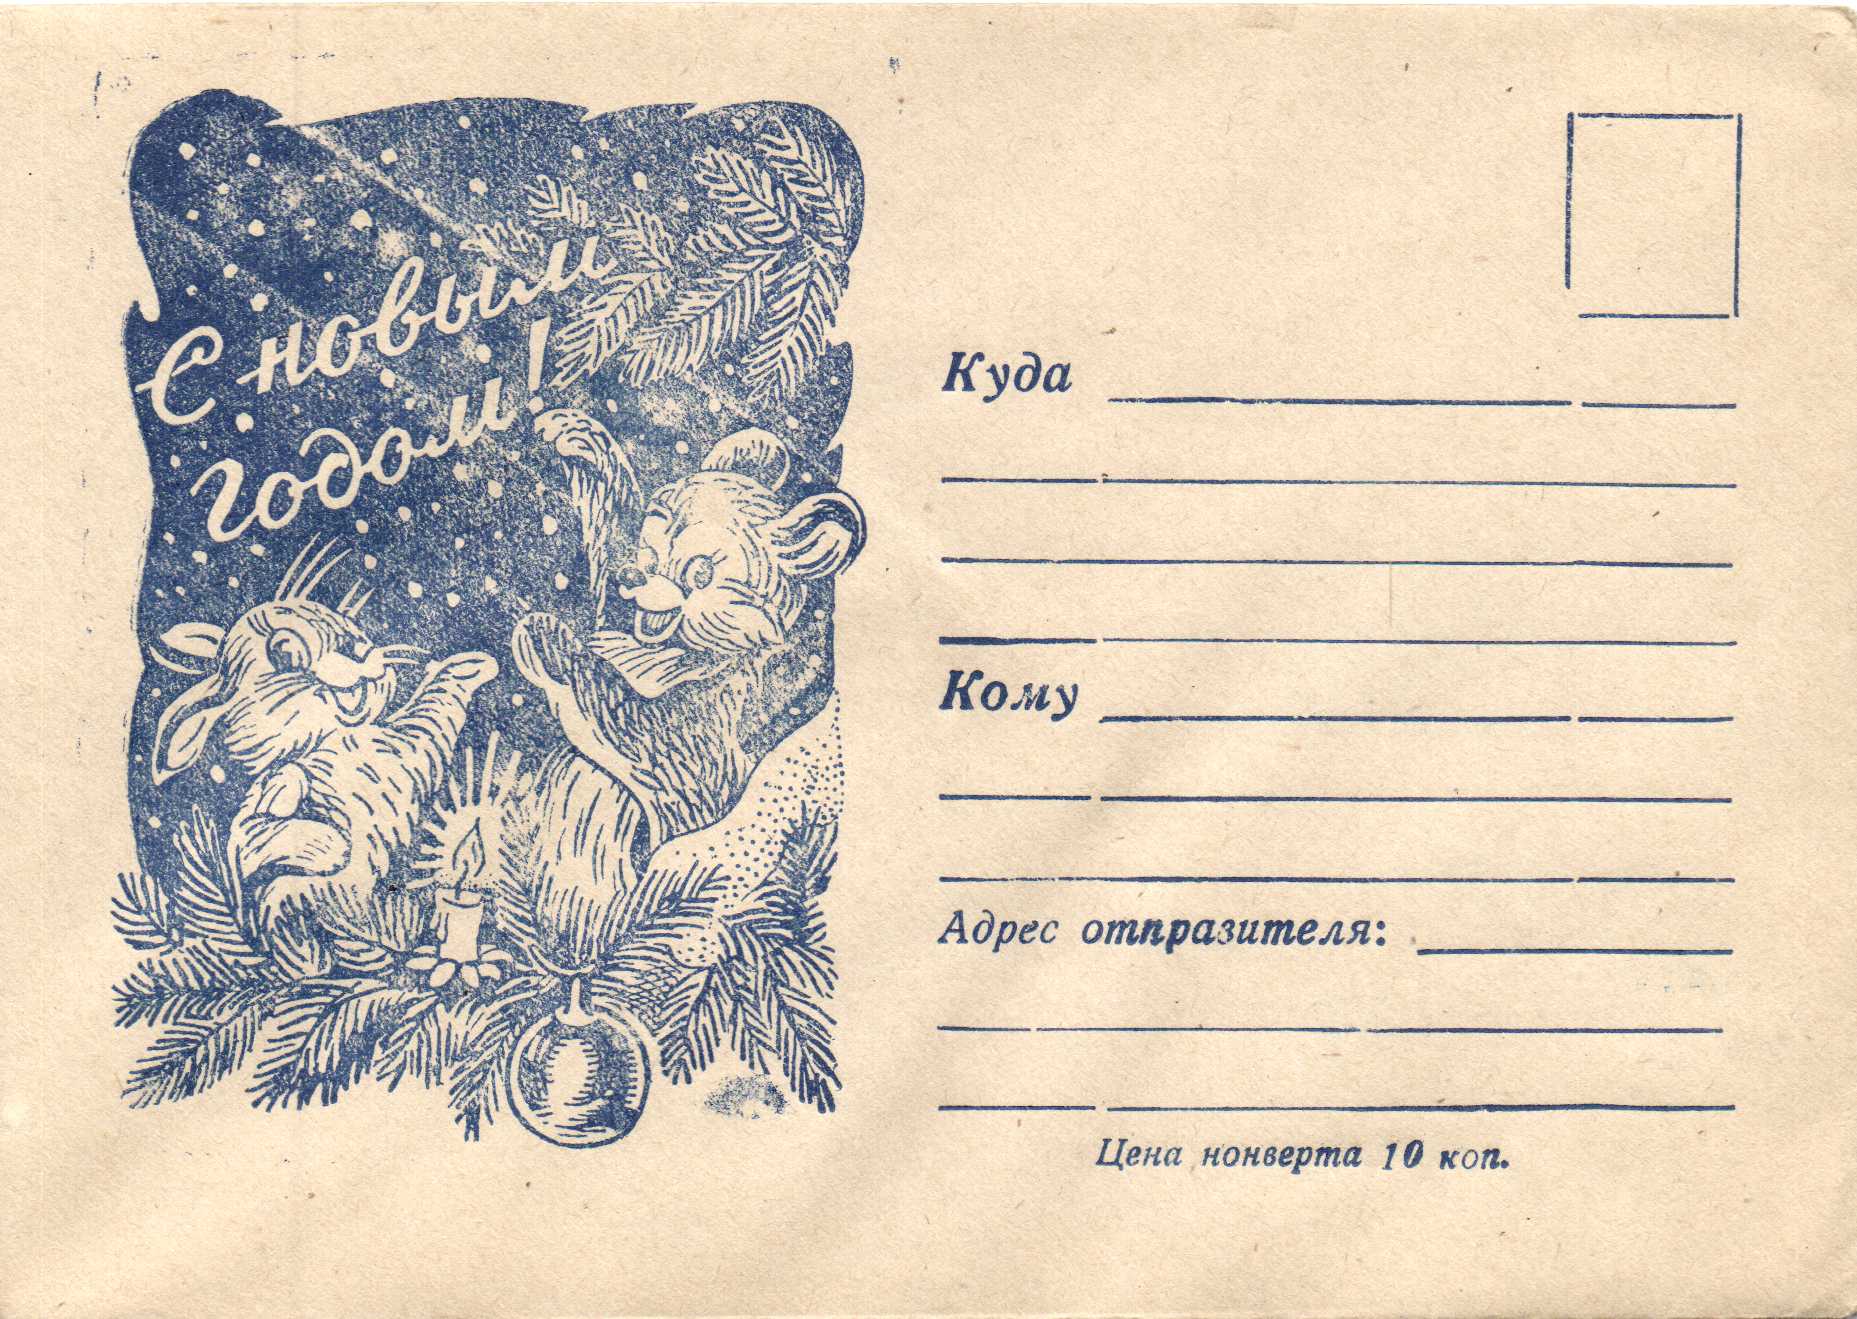 С новым
годом!
Куда
Кому
Адрес отпразителя:
Цена нонверта 10 коп.